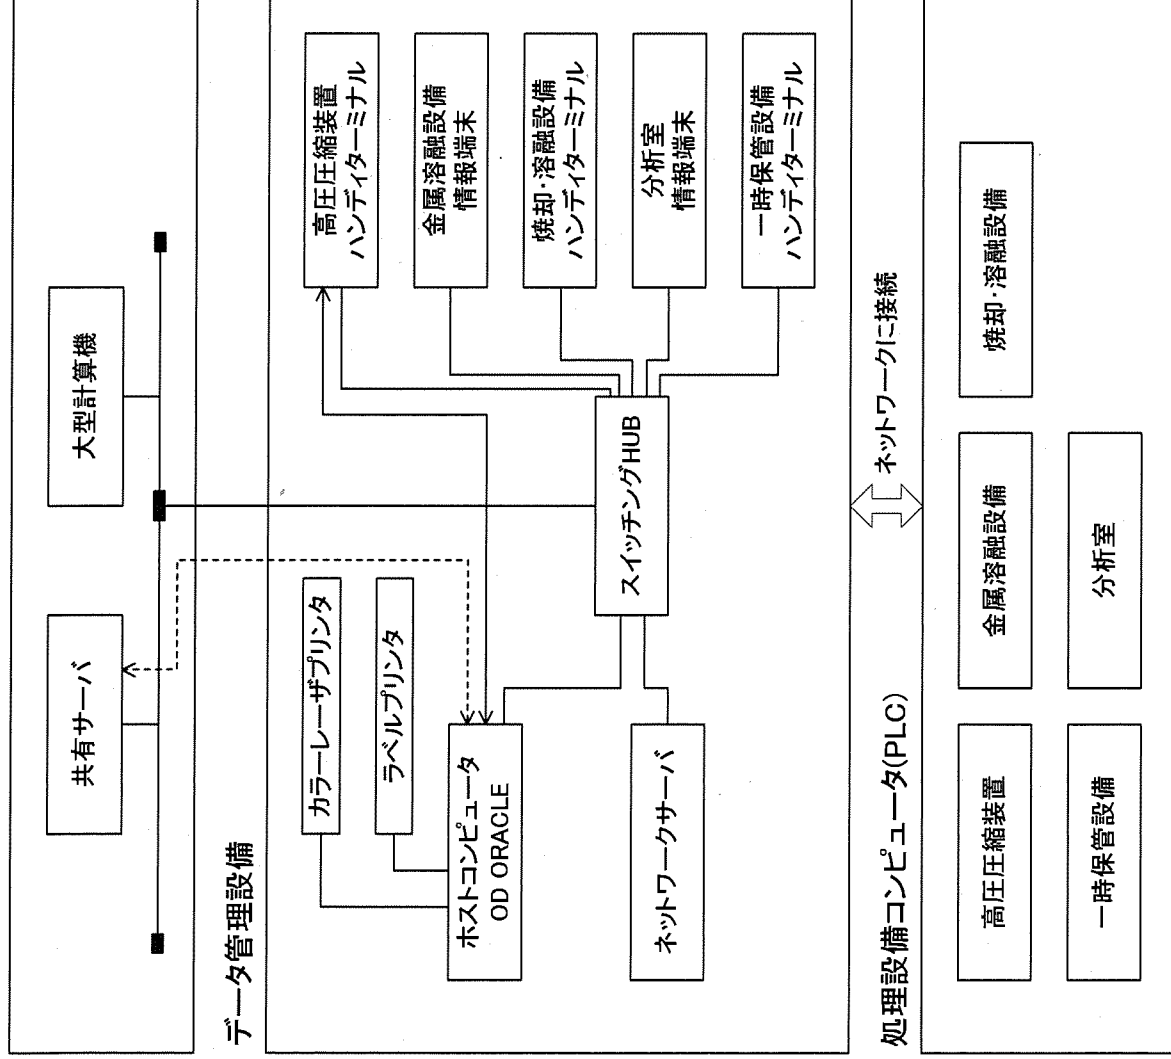 共有サーバ
大型計算機
データ管理設備
カラーレーザプリンタ
ラベルプリンタ
ホストコンピュータ
OD ORACLE
ネットワークサーバ
スイッチングHUB
高圧圧縮装置
ハンディターミナル
金属溶融設備
情報端末
焼却・溶融設備
ハンディターミナル
分析室
情報端末
一時保管設備
ハンディターミナル
処理設備コンピュータ(PLC)
ネットワークに接続
高圧圧縮装置
金属溶融設備
焼却・溶融設備
一時保管設備
分析室